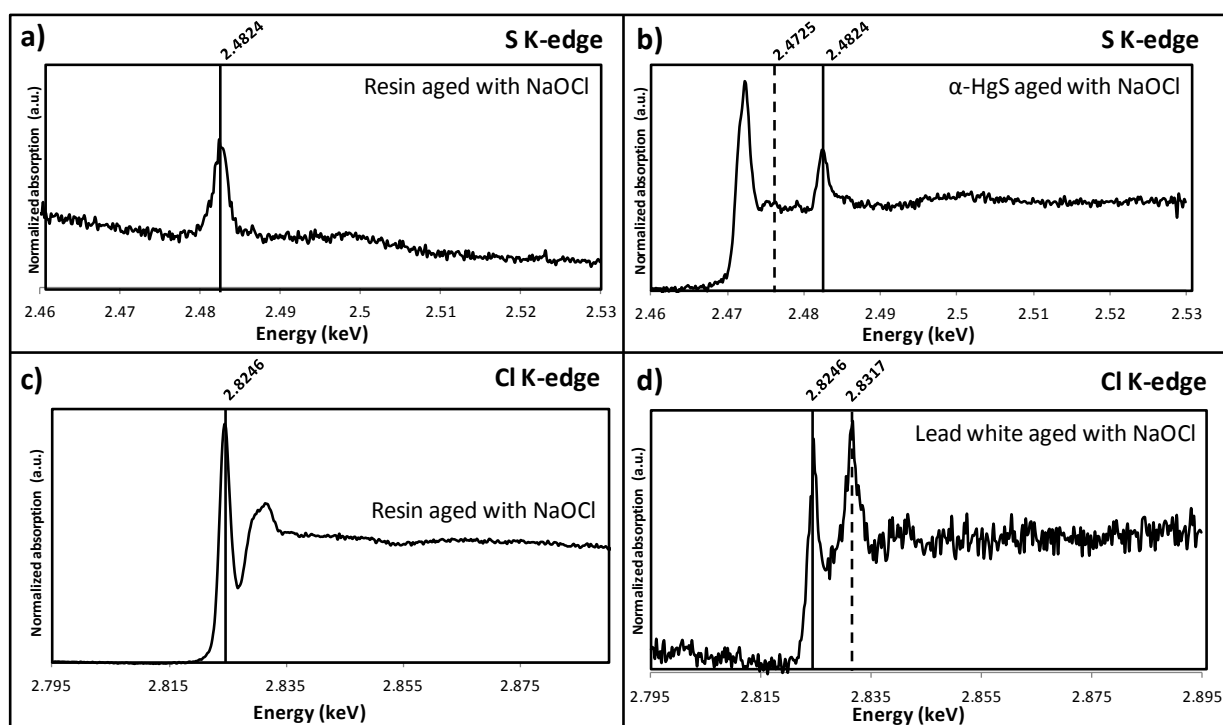 a)
2.4824
S K-edge
Resin aged with NaOCl
Normalized absorption (a.u.)
2.46 2.47 2.48 2.49 2.5 2.51 2.52 2.53
Energy (keV)
b)
2.4725
2.4824
S K-edge
α-HgS aged with NaOCl
Normalized absorption (a.u.)
2.46 2.47 2.48 2.49 2.5 2.51 2.52 2.53
Energy (keV)
c)
2.8246
Cl K-edge
Resin aged with NaOCl
Normalized absorption (a.u.)
2.795 2.815 2.835 2.855 2.875
Energy (keV)
d)
2.8246
2.8317
Cl K-edge
Lead white aged with NaOCl
Normalized absorption (a.u.)
2.795 2.815 2.835 2.855 2.875 2.895
Energy (keV)